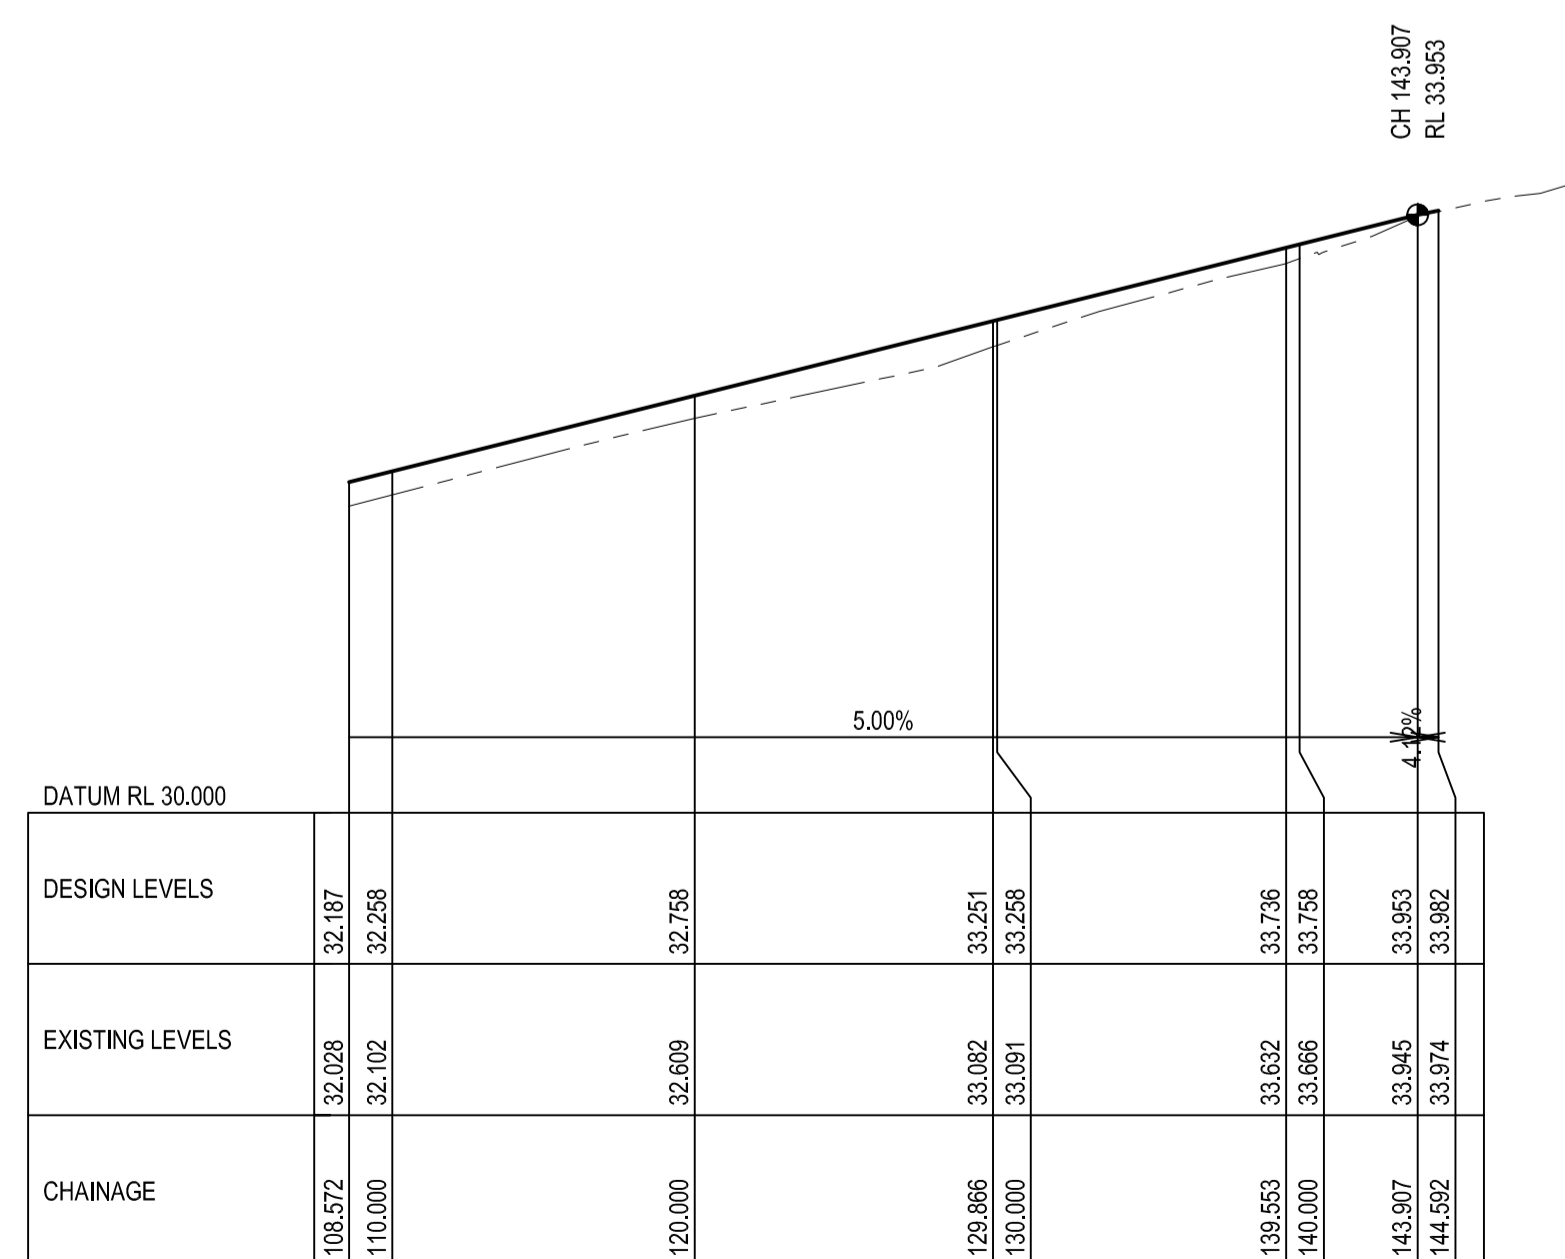 CH 143.907
RL 33.953
5.00%
4.12%
DATUM RL 30.000
DESIGN LEVELS 32.187 32.258 32.758 33.251 33.258 33.736 33.758 33.953 33.982
EXISTING LEVELS 32.028 32.102 32.609 33.082 33.091 33.632 33.666 33.945 33.974
CHAINAGE 108.572 110.000 120.000 129.866 130.000 139.553 140.000 143.907 144.592